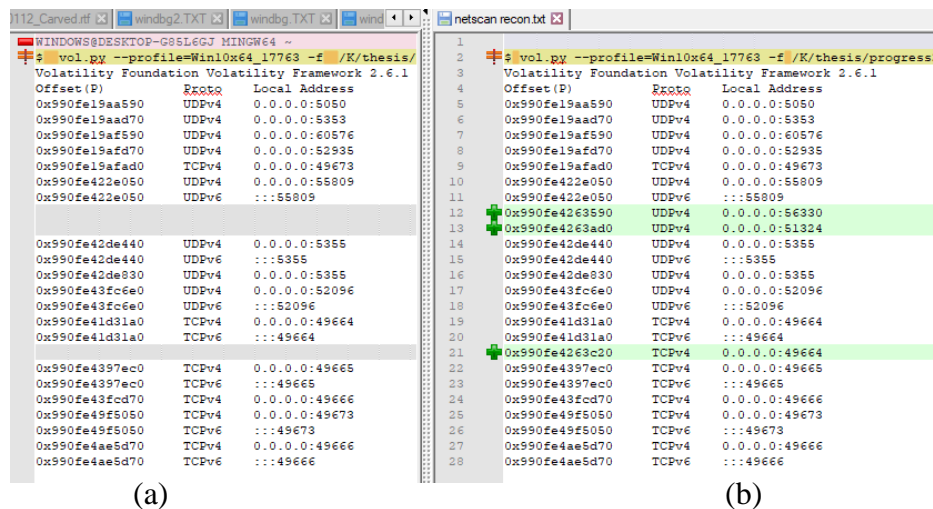 0112_Carved.rtf windbg2.TXT windbg.TXT wind
WINDOWS@DESKTOP-G85L6GJ MINGW64 ~
$ vol.py --profile=Win10x64_17763 -f /K/thesis/
Volatility Foundation Volatility Framework 2.6.1
Offset(P) Proto Local Address
0x990fe19aa590 UDPv4 0.0.0.0:5050
0x990fe19aad70 UDPv4 0.0.0.0:5353
0x990fe19af590 UDPv4 0.0.0.0:60576
0x990fe19afd70 UDPv4 0.0.0.0:52935
0x990fe19afad0 TCPv4 0.0.0.0:49673
0x990fe422e050 UDPv4 0.0.0.0:55809
0x990fe422e050 UDPv6 :::55809
0x990fe42de440 UDPv4 0.0.0.0:5355
0x990fe42de440 UDPv6 :::5355
0x990fe42de830 UDPv4 0.0.0.0:5355
0x990fe43fc6e0 UDPv4 0.0.0.0:52096
0x990fe43fc6e0 UDPv6 :::52096
0x990fe41d31a0 TCPv4 0.0.0.0:49664
0x990fe41d31a0 TCPv6 :::49664
0x990fe4397ec0 TCPv4 0.0.0.0:49665
0x990fe4397ec0 TCPv6 :::49665
0x990fe43fcd70 TCPv4 0.0.0.0:49666
0x990fe49f5050 TCPv4 0.0.0.0:49673
0x990fe49f5050 TCPv6 :::49673
0x990fe4ae5d70 TCPv4 0.0.0.0:49666
0x990fe4ae5d70 TCPv6 :::49666
(a)
netscan recon.txt
1
2 $ vol.py --profile=Win10x64_17763 -f /K/thesis/progress
3 Volatility Foundation Volatility Framework 2.6.1
4 Offset(P) Proto Local Address
5 0x990fe19aa590 UDPv4 0.0.0.0:5050
6 0x990fe19aad70 UDPv4 0.0.0.0:5353
7 0x990fe19af590 UDPv4 0.0.0.0:60576
8 0x990fe19afd70 UDPv4 0.0.0.0:52935
9 0x990fe19afad0 TCPv4 0.0.0.0:49673
10 0x990fe422e050 UDPv4 0.0.0.0:55809
11 0x990fe422e050 UDPv6 :::55809
12 0x990fe4263590 UDPv4 0.0.0.0:56330
13 0x990fe4263ad0 UDPv4 0.0.0.0:51324
14 0x990fe42de440 UDPv4 0.0.0.0:5355
15 0x990fe42de440 UDPv6 :::5355
16 0x990fe42de830 UDPv4 0.0.0.0:5355
17 0x990fe43fc6e0 UDPv4 0.0.0.0:52096
18 0x990fe43fc6e0 UDPv6 :::52096
19 0x990fe41d31a0 TCPv4 0.0.0.0:49664
20 0x990fe41d31a0 TCPv6 :::49664
21 0x990fe4263c20 TCPv4 0.0.0.0:49664
22 0x990fe4397ec0 TCPv4 0.0.0.0:49665
23 0x990fe4397ec0 TCPv6 :::49665
24 0x990fe43fcd70 TCPv4 0.0.0.0:49666
25 0x990fe49f5050 TCPv4 0.0.0.0:49673
26 0x990fe49f5050 TCPv6 :::49673
27 0x990fe4ae5d70 TCPv4 0.0.0.0:49666
28 0x990fe4ae5d70 TCPv6 :::49666
(b)